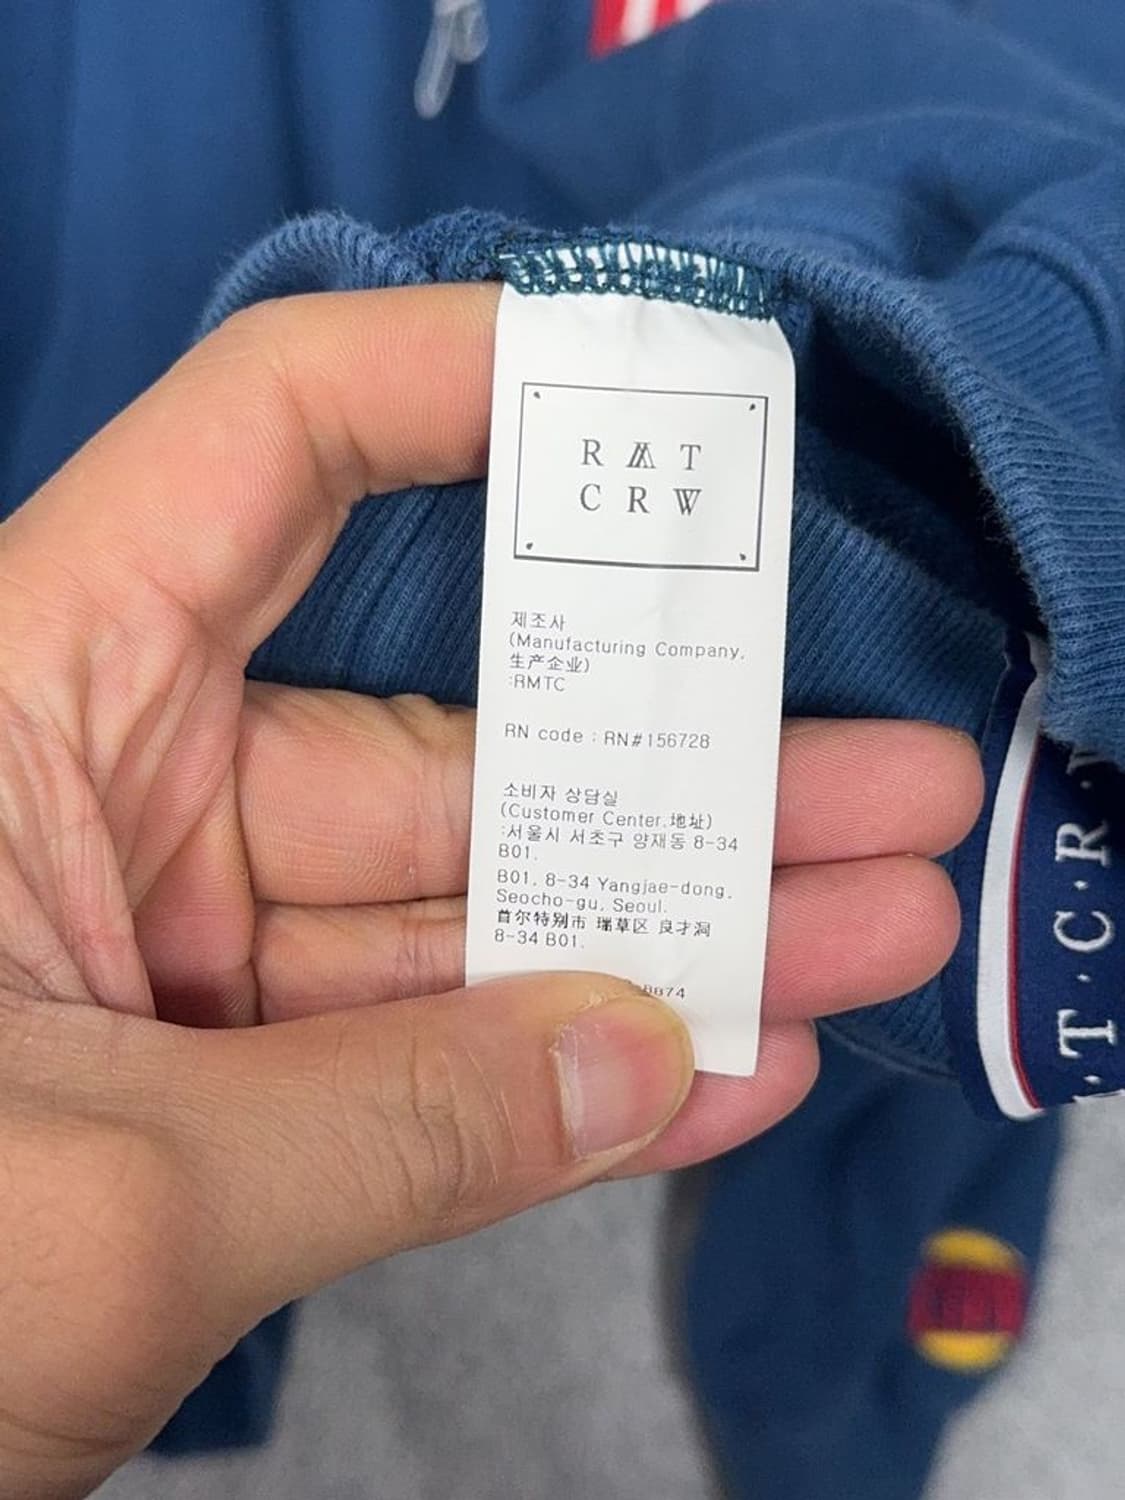 R M T
C R W
제조사
(Manufacturing Company,
生产企业)
:RMTC
RN code : RN#156728
소비자 상담실
(Customer Center,地址)
:서울시 서초구 양재동 8-34
B01.
B01, 8-34 Yangjae-dong,
Seocho-gu, Seoul.
首尔特别市 瑞草区 良才洞
8-34 B01.
T·C·R